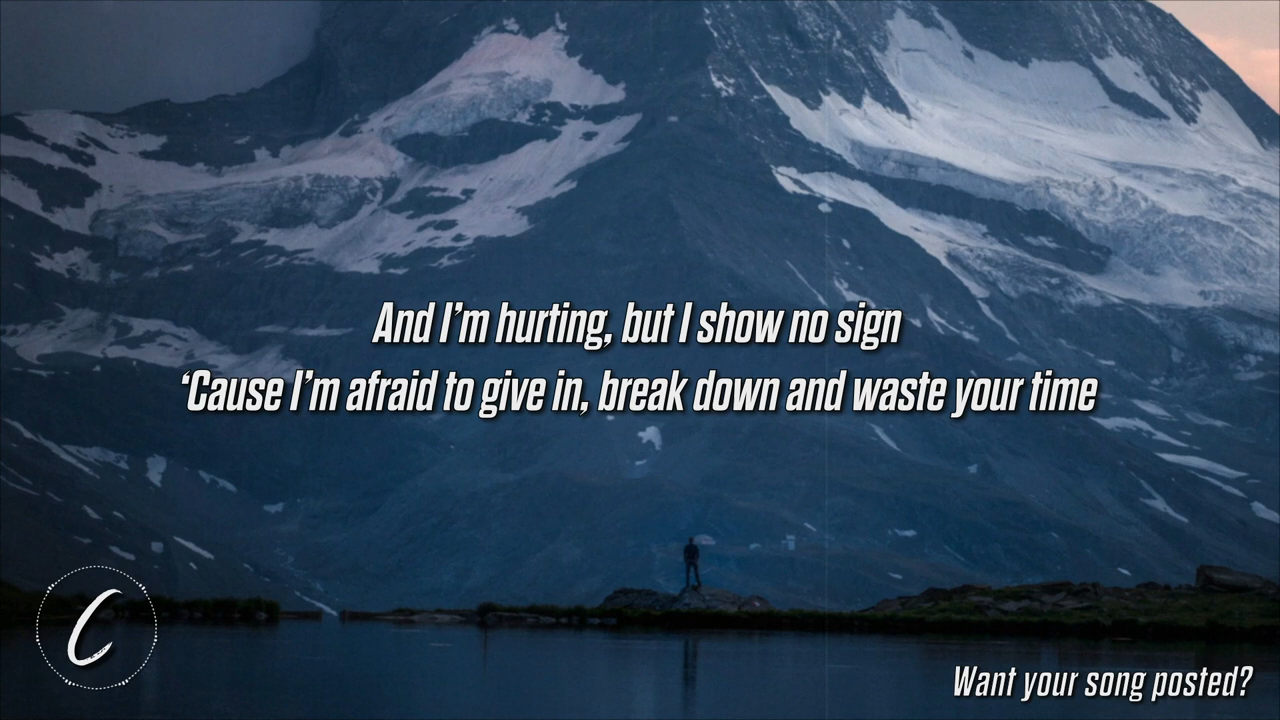 And I'm hurting, but I show no sign
‘Cause I'm afraid to give in, break down and waste your time
C
Want your song posted?